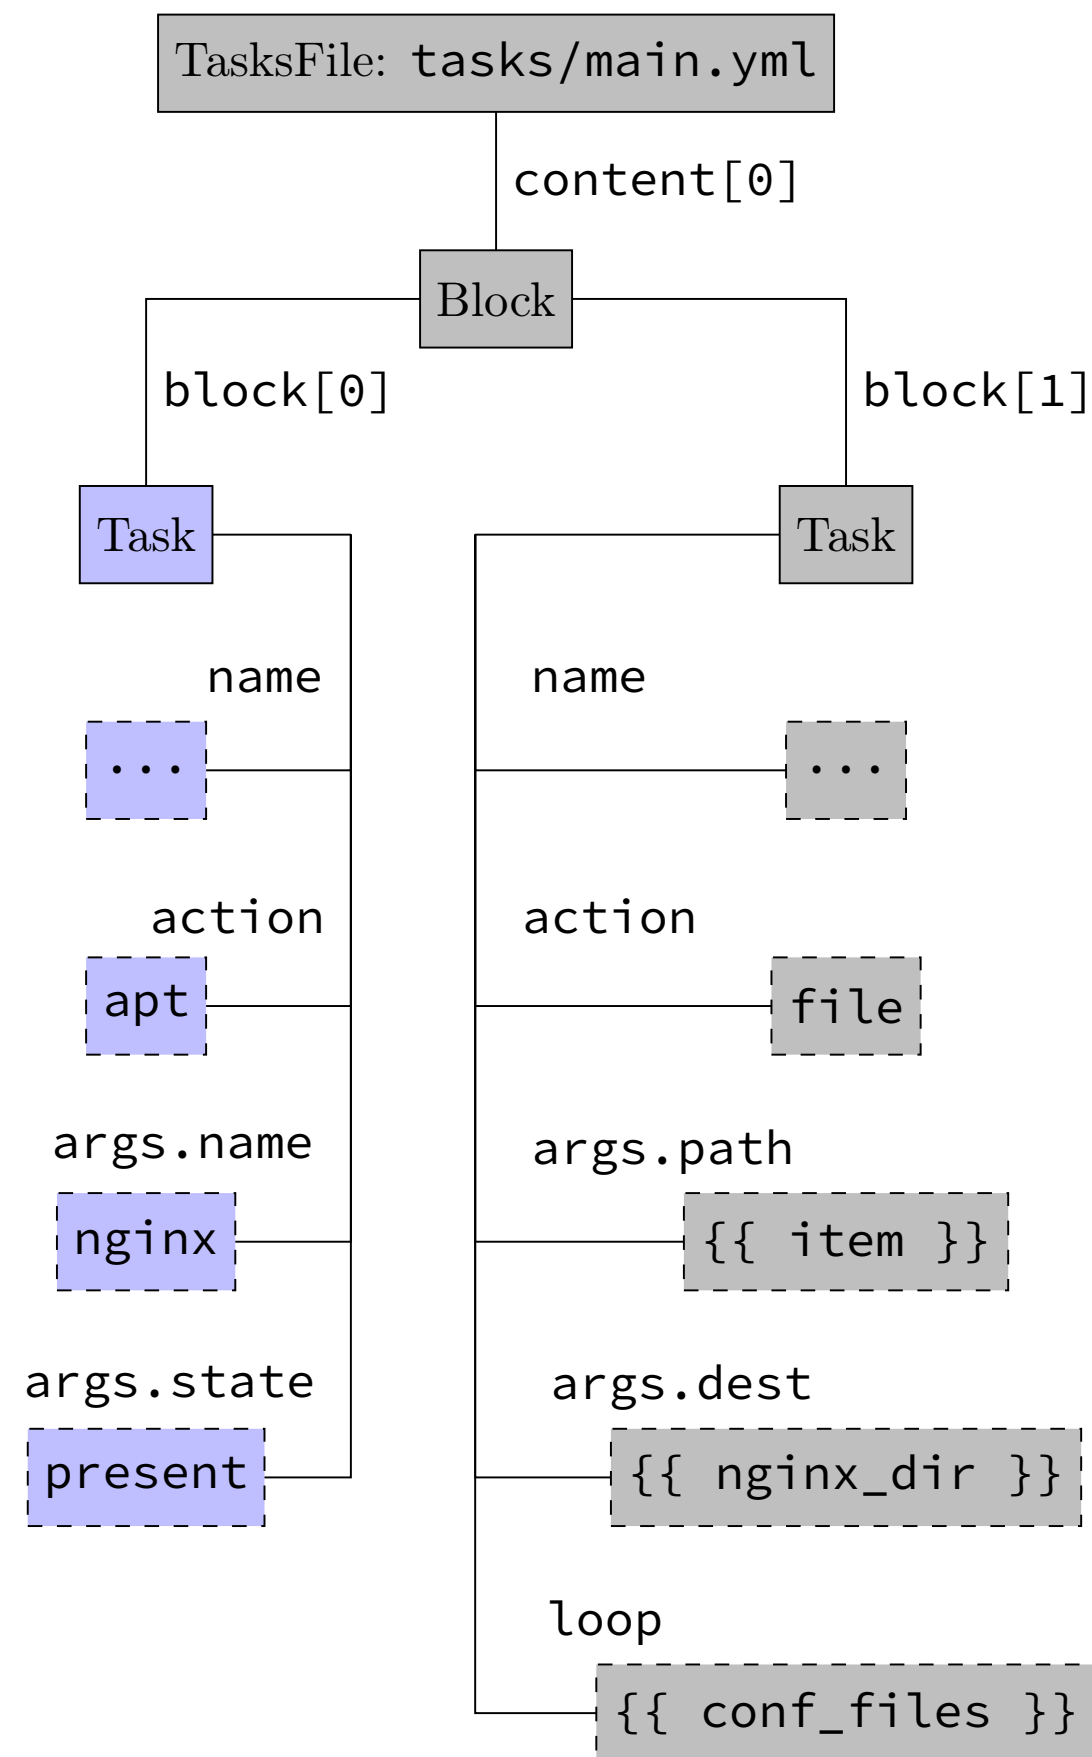 TasksFile: tasks/main.yml
content[0]
Block
block[0]
block[1]
Task
Task
name
name
...
...
action
action
apt
file
args.name
args.path
nginx
{{ item }}
args.state
args.dest
present
{{ nginx_dir }}
loop
{{ conf_files }}